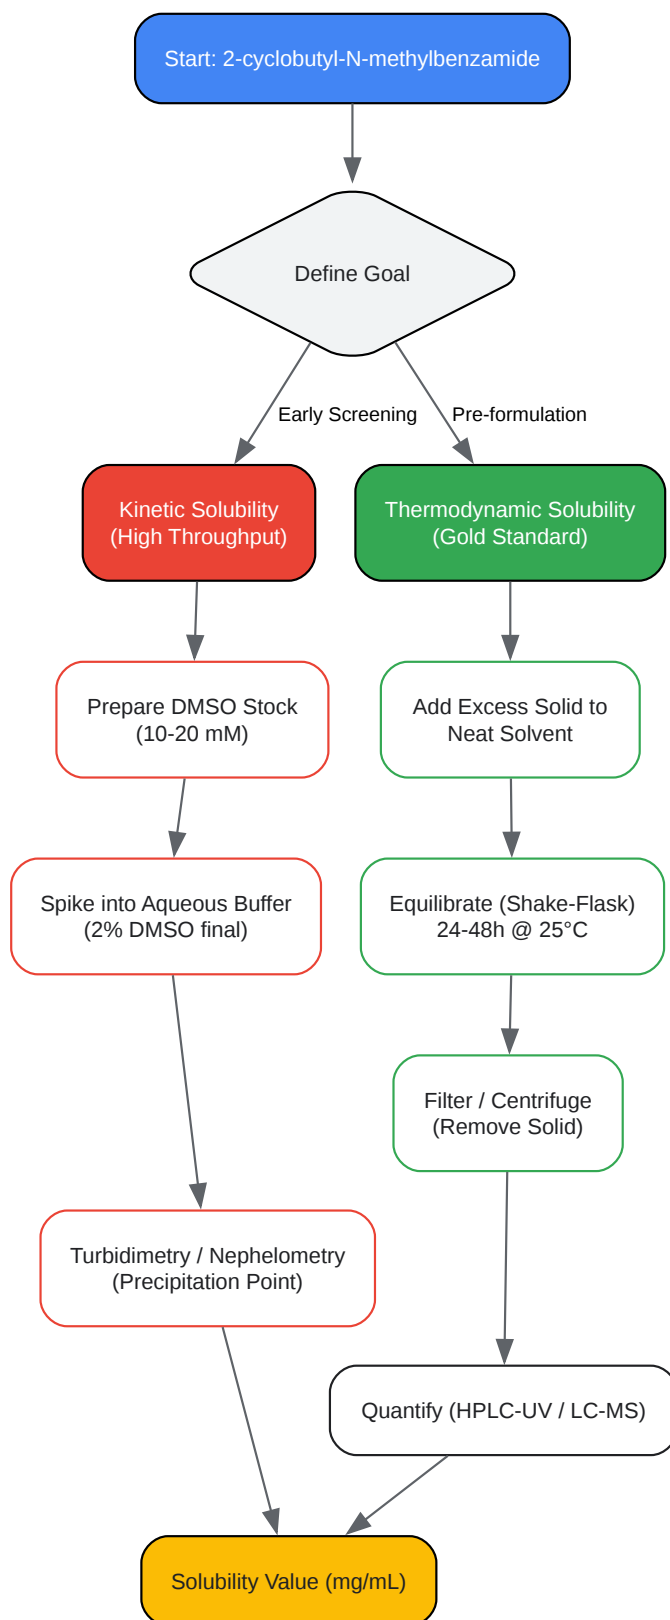 Start: 2-cyclobutyl-N-methylbenzamide
Define Goal
Early Screening
Pre-formulation
Kinetic Solubility
(High Throughput)
Thermodynamic Solubility
(Gold Standard)
Prepare DMSO Stock
(10-20 mM)
Add Excess Solid to
Neat Solvent
Spike into Aqueous Buffer
(2% DMSO final)
Equilibrate (Shake-Flask)
24-48h @ 25°C
Filter / Centrifuge
(Remove Solid)
Turbidimetry / Nephelometry
(Precipitation Point)
Quantify (HPLC-UV / LC-MS)
Solubility Value (mg/mL)